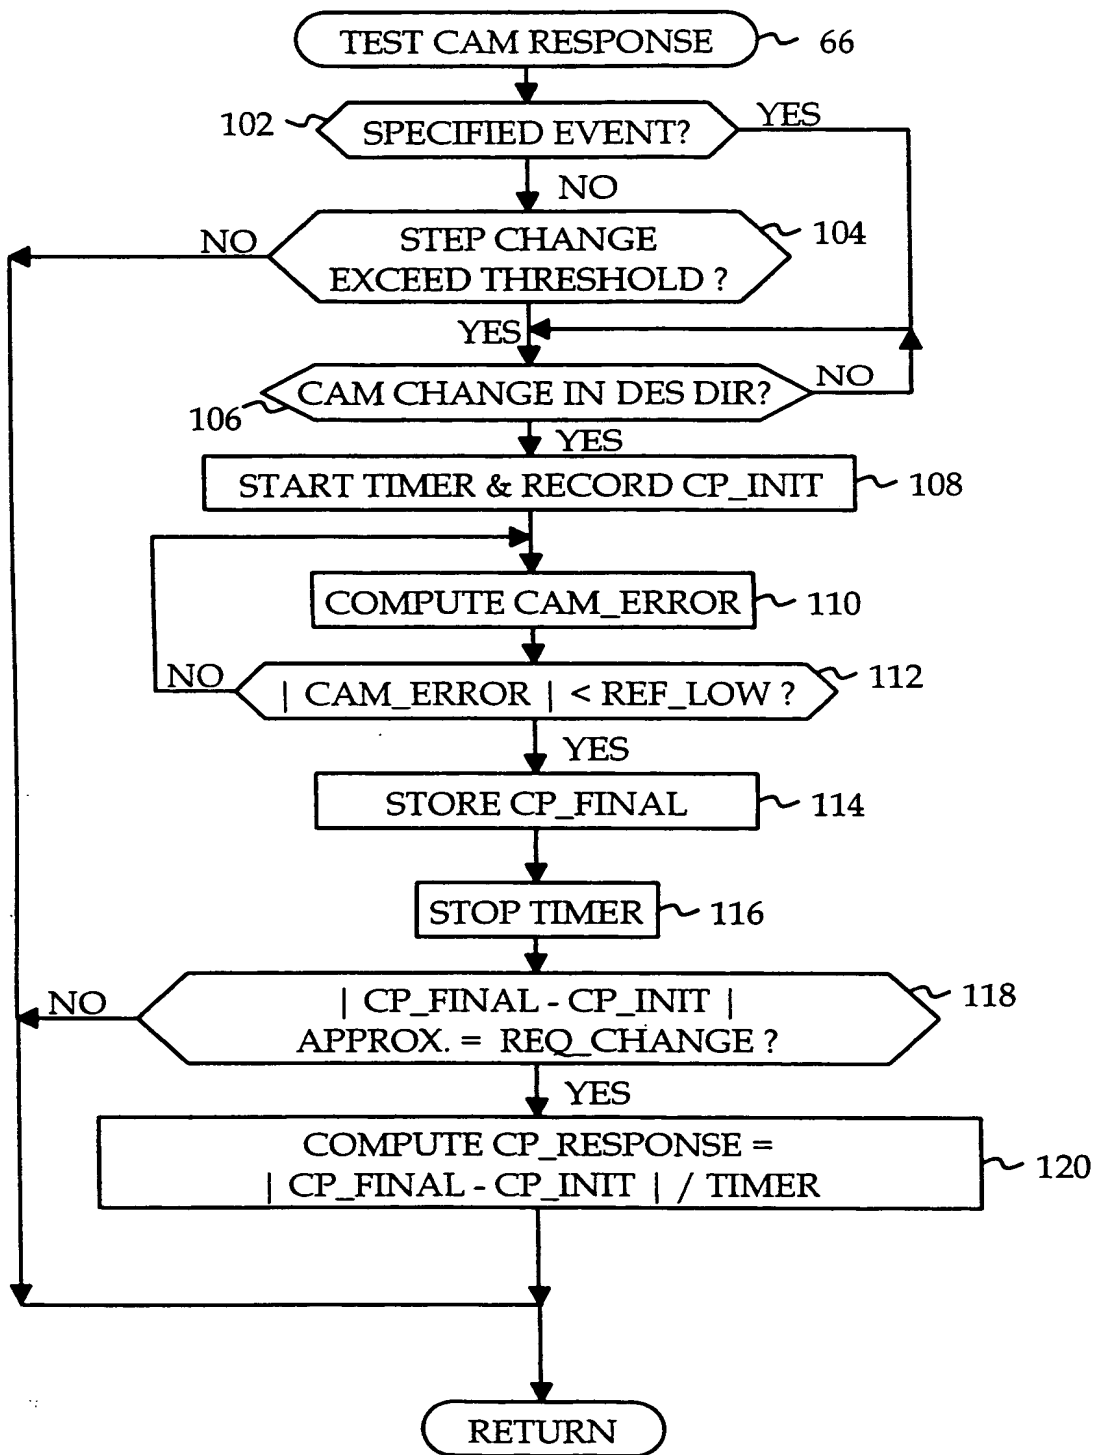 TEST CAM RESPONSE
66
102
SPECIFIED EVENT?
YES
NO
NO
STEP CHANGE
EXCEED THRESHOLD ?
104
YES
CAM CHANGE IN DES DIR?
NO
106
YES
START TIMER & RECORD CP_INIT
108
COMPUTE CAM_ERROR
110
NO
| CAM_ERROR | < REF_LOW ?
112
YES
STORE CP_FINAL
114
STOP TIMER
116
NO
| CP_FINAL - CP_INIT |
APPROX. = REQ_CHANGE ?
118
YES
COMPUTE CP_RESPONSE =
| CP_FINAL - CP_INIT | / TIMER
120
RETURN